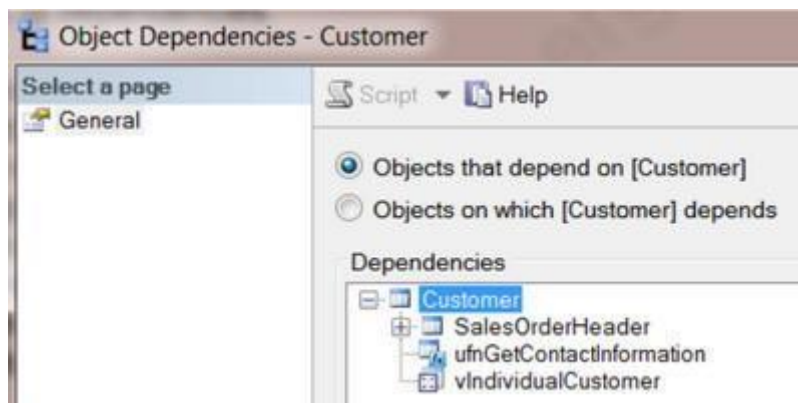 Object Dependencies - Customer
Select a page
General
Script
Help
Objects that depend on [Customer]
Objects on which [Customer] depends
Dependencies
Customer
SalesOrderHeader
ufnGetContactInformation
vIndividualCustomer